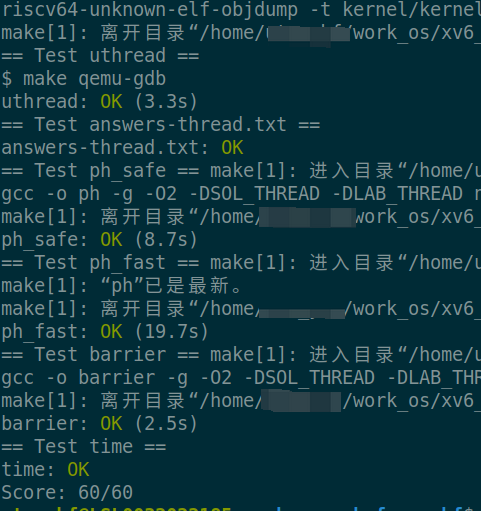 riscv64-unknown-elf-objdump -t kernel/kernel
make[1]: 离开目录“/home/u work_os/xv6_
== Test uthread ==
$ make qemu-gdb
uthread: OK (3.3s)
== Test answers-thread.txt ==
answers-thread.txt: OK
== Test ph_safe == make[1]: 进入目录“/home/u
gcc -o ph -g -O2 -DSOL_THREAD -DLAB_THREAD n
make[1]: 离开目录“/home/ work_os/xv6_
ph_safe: OK (8.7s)
== Test ph_fast == make[1]: 进入目录“/home/u
make[1]: “ph”已是最新。
make[1]: 离开目录“/home/ /work_os/xv6_
ph_fast: OK (19.7s)
== Test barrier == make[1]: 进入目录“/home/u
gcc -o barrier -g -O2 -DSOL_THREAD -DLAB_THR
make[1]: 离开目录“/home/ /work_os/xv6_
barrier: OK (2.5s)
== Test time ==
time: OK
Score: 60/60